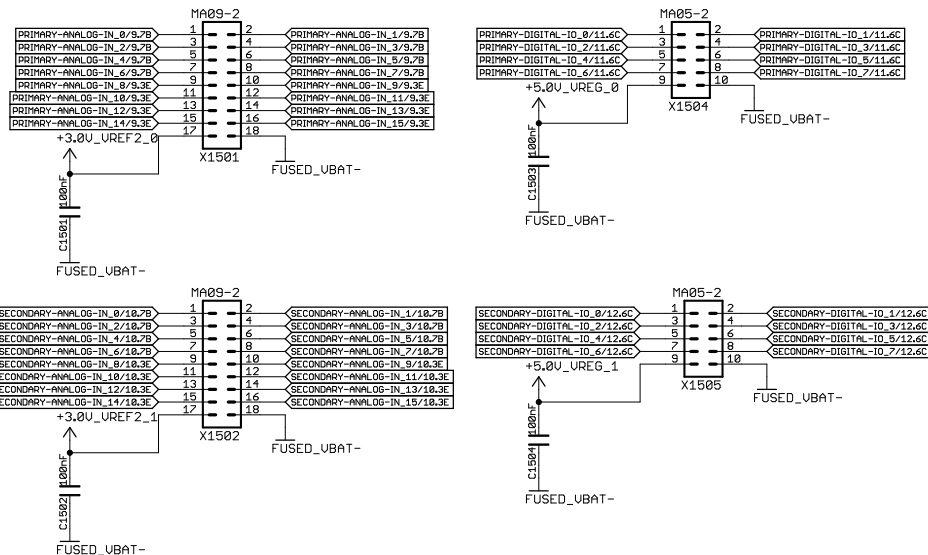 MA09-2
PRIMARY-ANALOG-IN_0/9.7B 1 2 PRIMARY-ANALOG-IN_1/9.7B
PRIMARY-ANALOG-IN_2/9.7B 3 4 PRIMARY-ANALOG-IN_3/9.7B
PRIMARY-ANALOG-IN_4/9.7B 5 6 PRIMARY-ANALOG-IN_5/9.7B
PRIMARY-ANALOG-IN_6/9.7B 7 8 PRIMARY-ANALOG-IN_7/9.7B
PRIMARY-ANALOG-IN_8/9.3E 9 10 PRIMARY-ANALOG-IN_9/9.3E
PRIMARY-ANALOG-IN_10/9.3E 11 12 PRIMARY-ANALOG-IN_11/9.3E
PRIMARY-ANALOG-IN_12/9.3E 13 14 PRIMARY-ANALOG-IN_13/9.3E
PRIMARY-ANALOG-IN_14/9.3E 15 16 PRIMARY-ANALOG-IN_15/9.3E
+3.0V_VREF2_0 17 18
X1501
FUSED_VBAT-
100nF
C1501
FUSED_VBAT-
MA05-2
PRIMARY-DIGITAL-IO_0/11.6C 1 2 PRIMARY-DIGITAL-IO_1/11.6C
PRIMARY-DIGITAL-IO_2/11.6C 3 4 PRIMARY-DIGITAL-IO_3/11.6C
PRIMARY-DIGITAL-IO_4/11.6C 5 6 PRIMARY-DIGITAL-IO_5/11.6C
PRIMARY-DIGITAL-IO_6/11.6C 7 8 PRIMARY-DIGITAL-IO_7/11.6C
+5.0V_VREG_0 9 10
X1504
FUSED_VBAT-
100nF
C1503
FUSED_VBAT-
MA09-2
SECONDARY-ANALOG-IN_0/10.7B 1 2 SECONDARY-ANALOG-IN_1/10.7B
SECONDARY-ANALOG-IN_2/10.7B 3 4 SECONDARY-ANALOG-IN_3/10.7B
SECONDARY-ANALOG-IN_4/10.7B 5 6 SECONDARY-ANALOG-IN_5/10.7B
SECONDARY-ANALOG-IN_6/10.7B 7 8 SECONDARY-ANALOG-IN_7/10.7B
SECONDARY-ANALOG-IN_8/10.3E 9 10 SECONDARY-ANALOG-IN_9/10.3E
SECONDARY-ANALOG-IN_10/10.3E 11 12 SECONDARY-ANALOG-IN_11/10.3E
SECONDARY-ANALOG-IN_12/10.3E 13 14 SECONDARY-ANALOG-IN_13/10.3E
SECONDARY-ANALOG-IN_14/10.3E 15 16 SECONDARY-ANALOG-IN_15/10.3E
+3.0V_VREF2_1 17 18
X1502
FUSED_VBAT-
100nF
C1502
FUSED_VBAT-
MA05-2
SECONDARY-DIGITAL-IO_0/12.6C 1 2 SECONDARY-DIGITAL-IO_1/12.6C
SECONDARY-DIGITAL-IO_2/12.6C 3 4 SECONDARY-DIGITAL-IO_3/12.6C
SECONDARY-DIGITAL-IO_4/12.6C 5 6 SECONDARY-DIGITAL-IO_5/12.6C
SECONDARY-DIGITAL-IO_6/12.6C 7 8 SECONDARY-DIGITAL-IO_7/12.6C
+5.0V_VREG_1 9 10
X1505
FUSED_VBAT-
100nF
C1504
FUSED_VBAT-